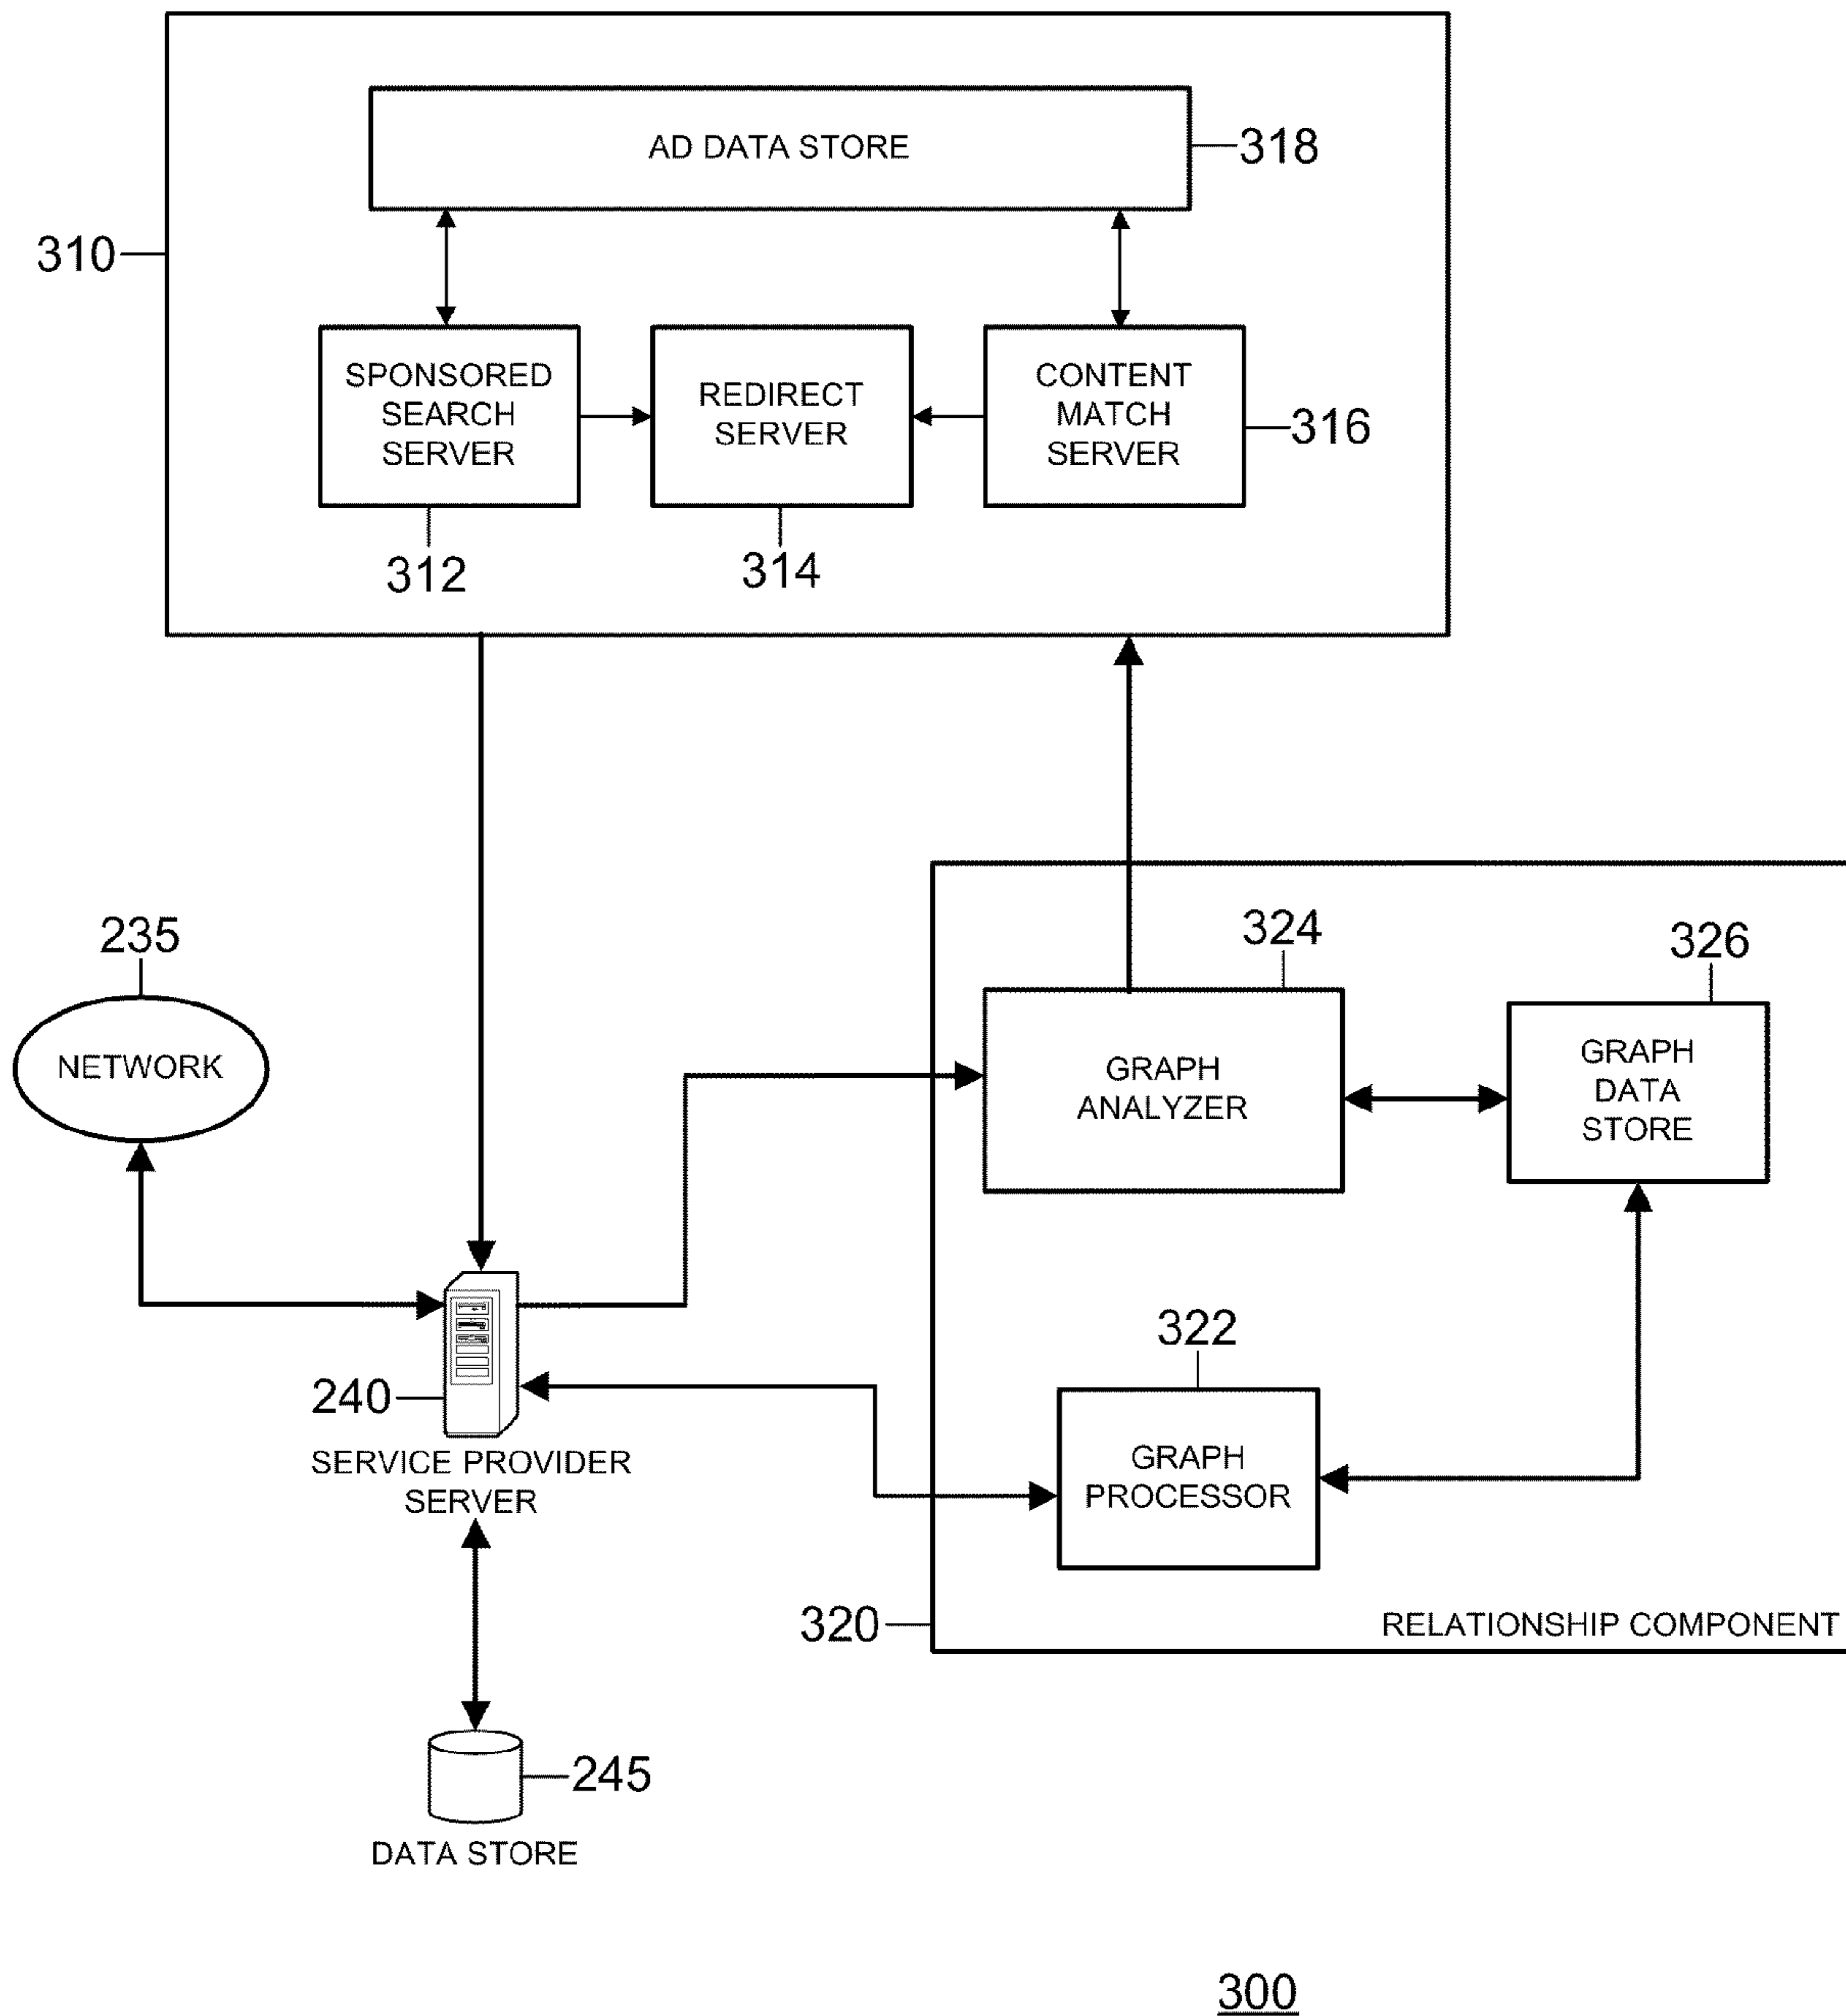 AD DATA STORE
318
310
SPONSORED
SEARCH
SERVER
REDIRECT
SERVER
CONTENT
MATCH
SERVER
316
312
314
235
NETWORK
324
326
GRAPH
ANALYZER
GRAPH
DATA
STORE
322
240
SERVICE PROVIDER
SERVER
GRAPH
PROCESSOR
320
RELATIONSHIP COMPONENT
245
DATA STORE
300